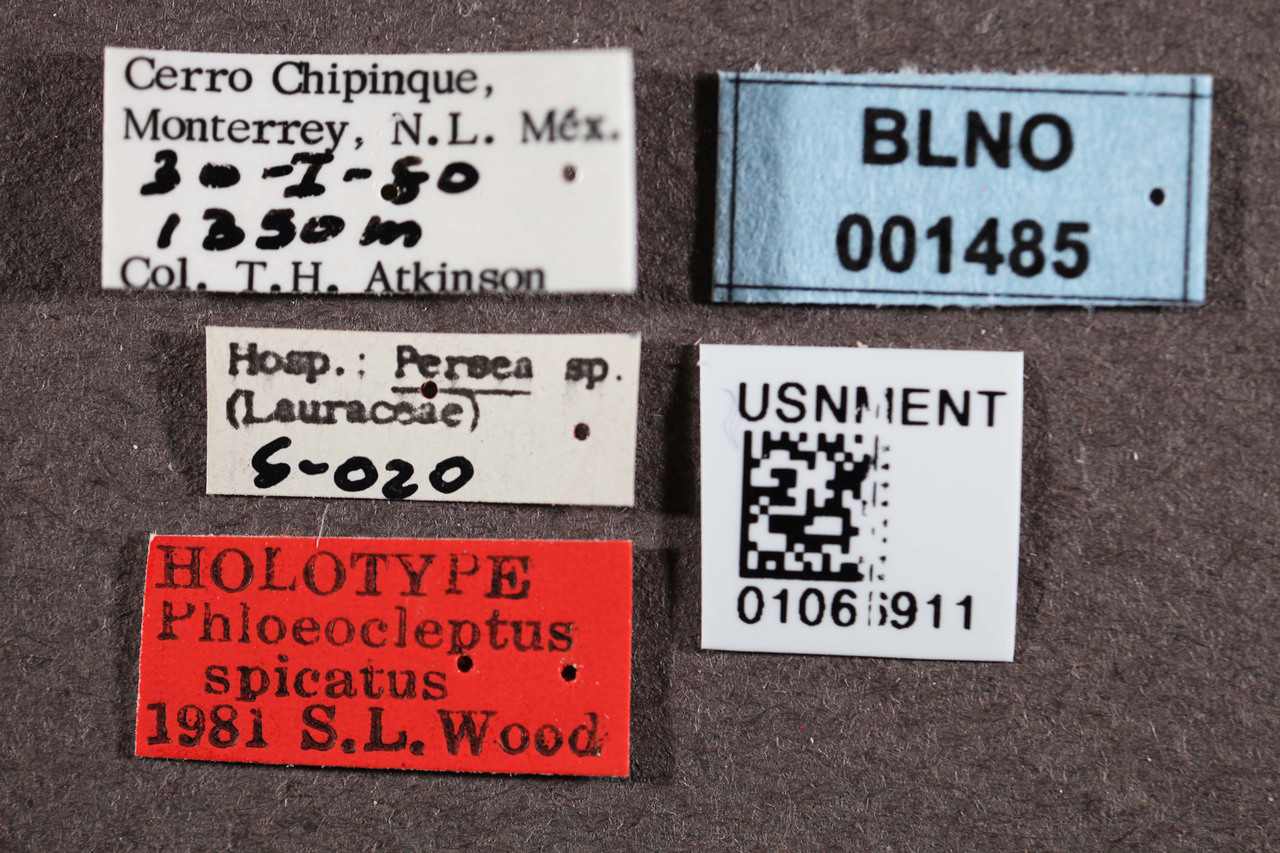 Cerro Chipinque,
Monterrey, N.L. Méx.
30-I-80
1350m
Col. T.H. Atkinson
Hosp.: Persea sp.
(Lauraceae)
S-020
HOLOTYPE
Phloeocleptus
spicatus
1981 S.L. Wood
BLNO
001485
USNMENT
01066911